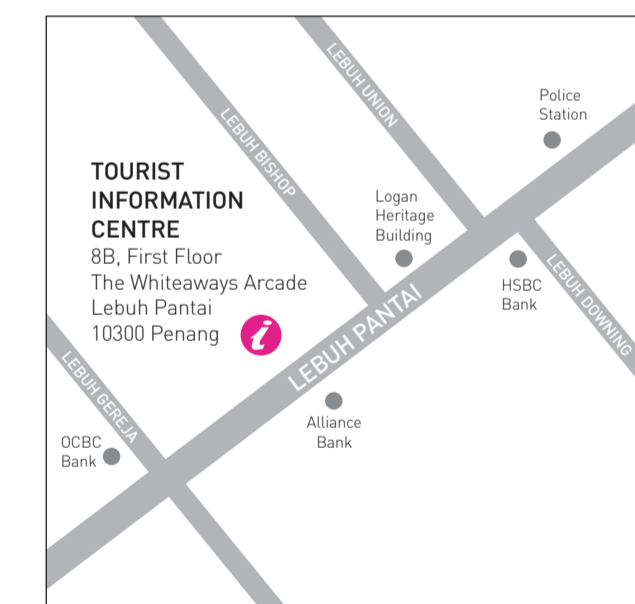 LEBUH UNION
Police
Station
LEBUH BISHOP
TOURIST
INFORMATION
CENTRE
8B, First Floor
The Whiteaways Arcade
Lebuh Pantai
10300 Penang
i
Logan
Heritage
Building
HSBC
Bank
LEBUH DOWNING
LEBUH PANTAI
LEBUH GEREJA
Alliance
Bank
OCBC
Bank